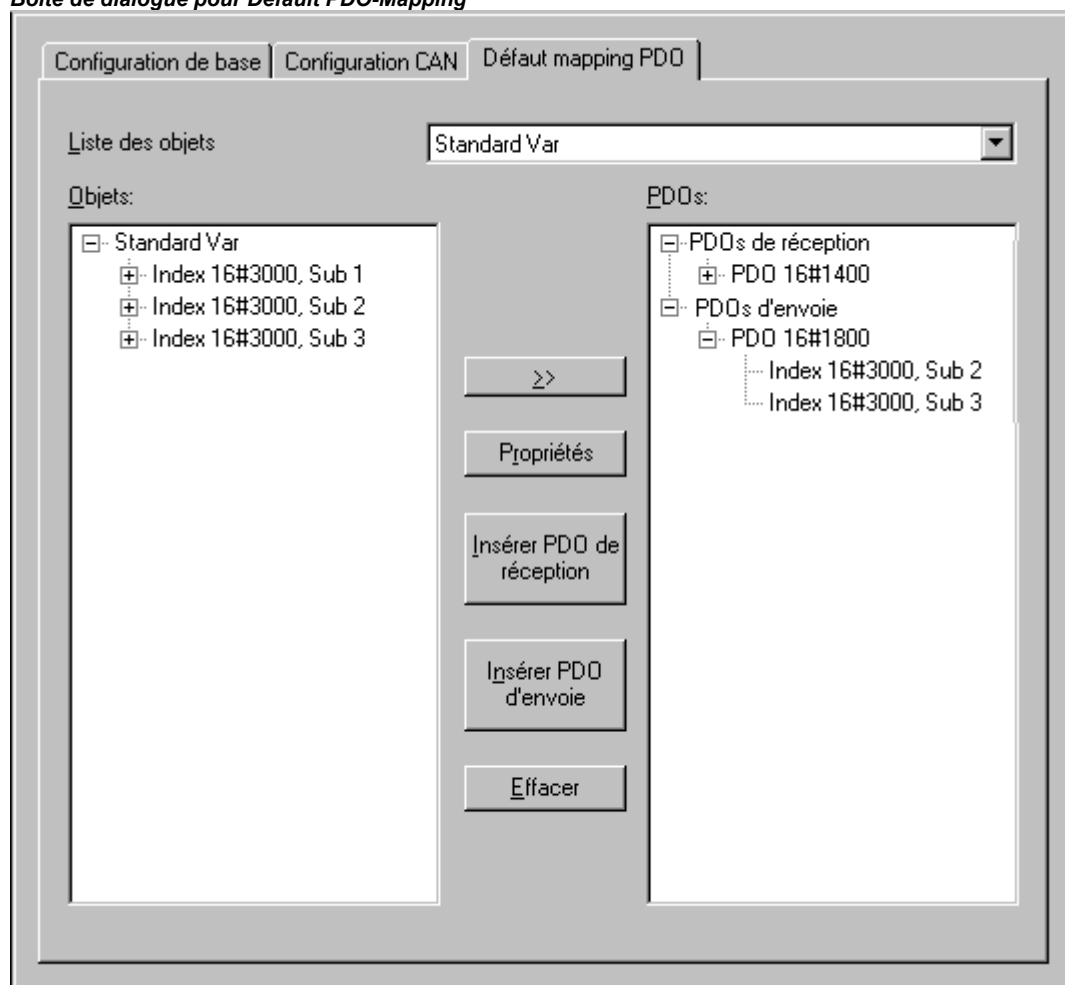 Boîte de dialogue pour Default PDO-Mapping
Configuration de base
Configuration CAN
Défaut mapping PDO
Liste des objets
Standard Var
Objets:
PDOs:
Standard Var
Index 16#3000, Sub 1
Index 16#3000, Sub 2
Index 16#3000, Sub 3
PDOs de réception
PDO 16#1400
PDOs d'envoie
PDO 16#1800
Index 16#3000, Sub 2
Index 16#3000, Sub 3
>>
Propriétés
Insérer PDO de
réception
Insérer PDO
d'envoie
Effacer